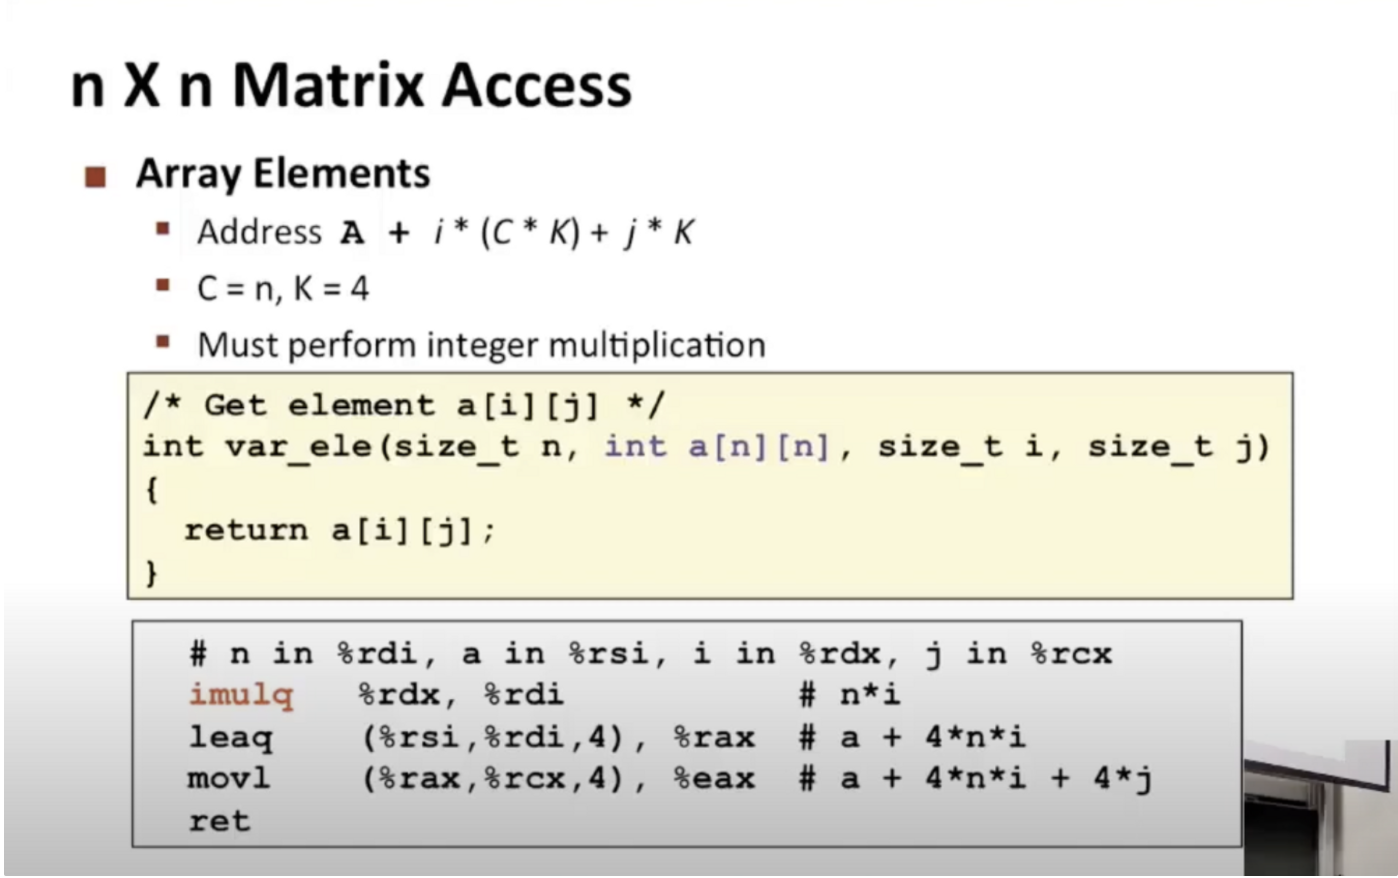 n X n Matrix Access
Array Elements
Address A + i * (C * K) + j * K
C = n, K = 4
Must perform integer multiplication
/* Get element a[i][j] */
int var_ele(size_t n, int a[n][n], size_t i, size_t j)
{
return a[i][j];
}
# n in %rdi, a in %rsi, i in %rdx, j in %rcx
imulq %rdx, %rdi # n*i
leaq (%rsi,%rdi,4), %rax # a + 4*n*i
movl (%rax,%rcx,4), %eax # a + 4*n*i + 4*j
ret